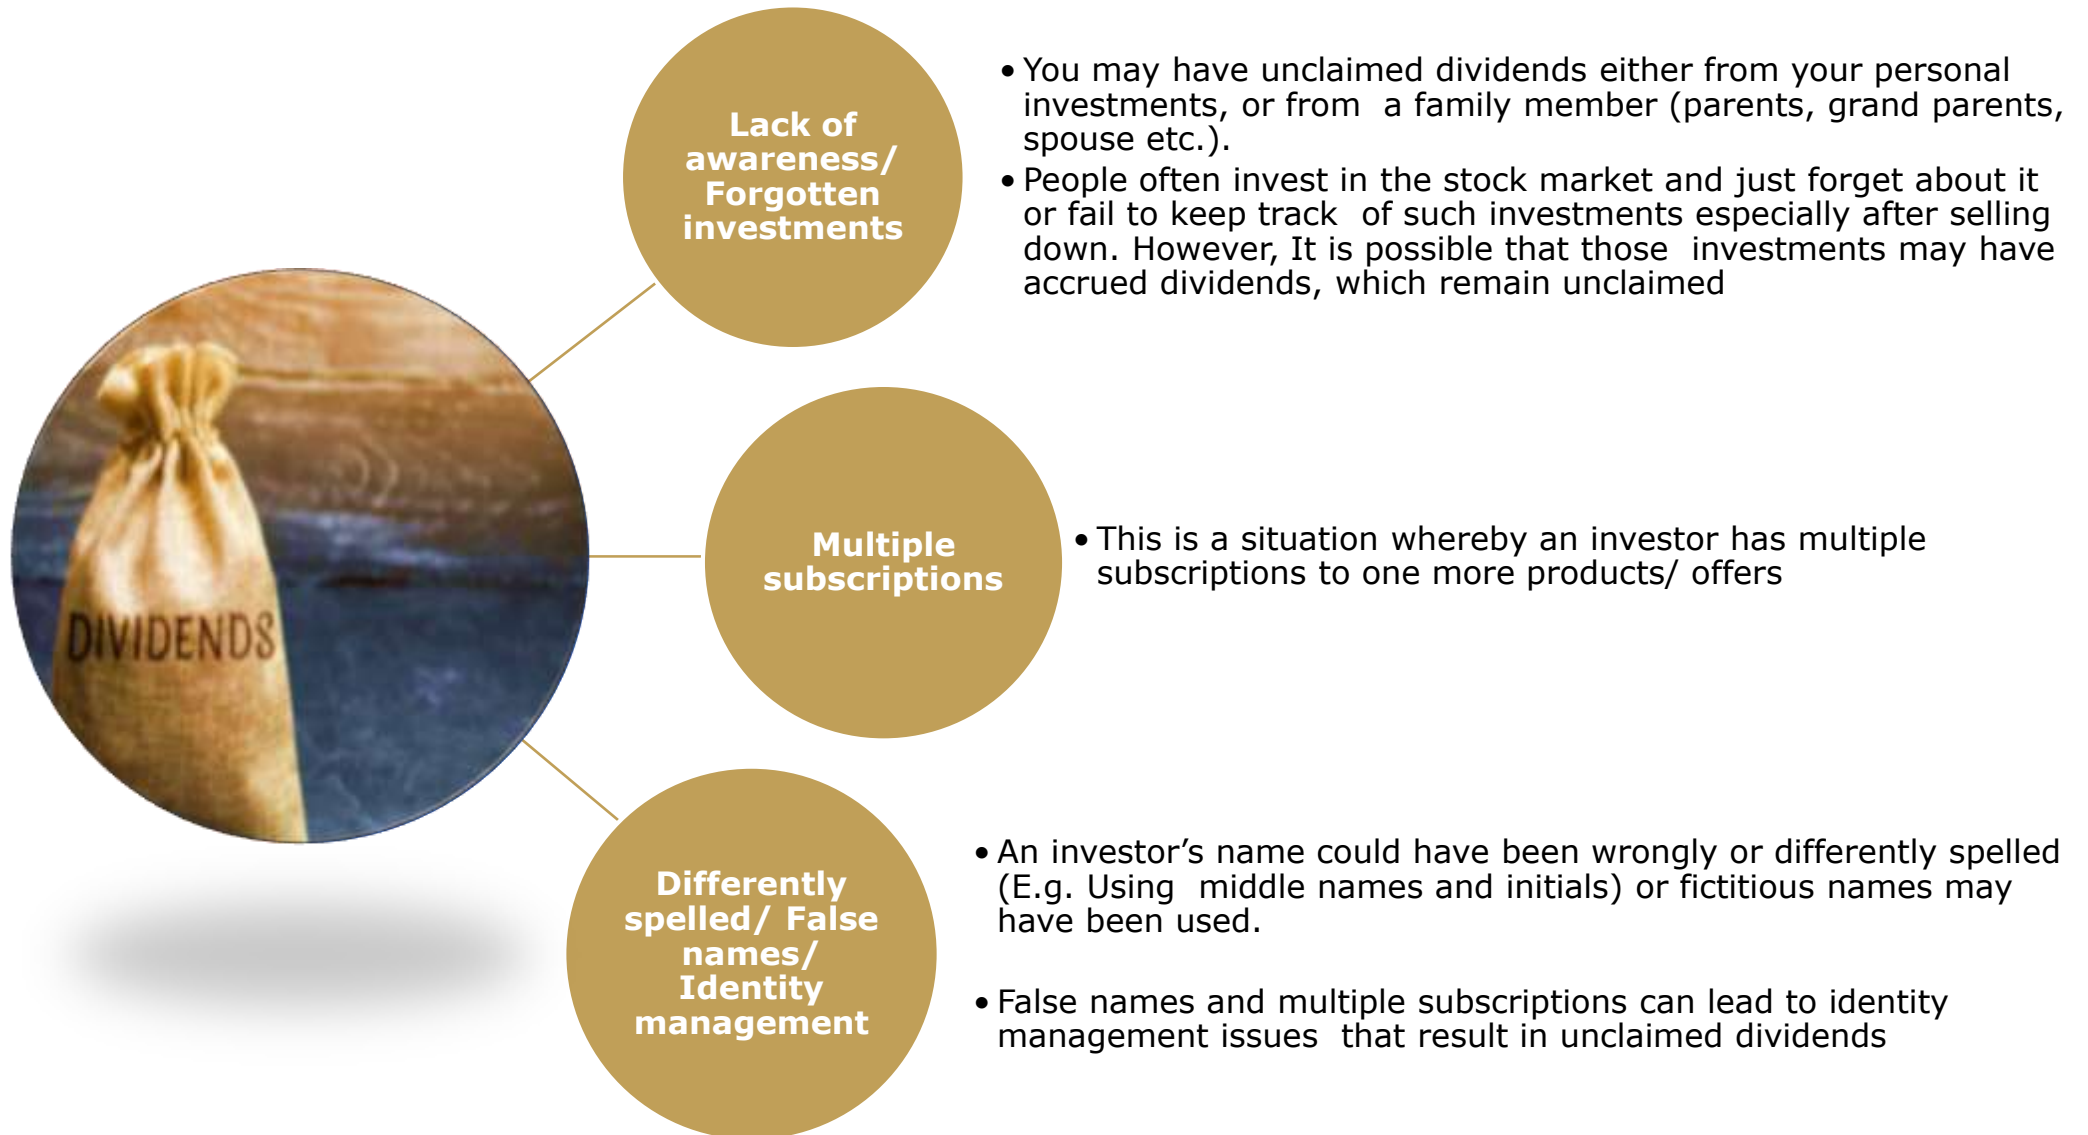 DIVIDENDS
Lack of
awareness/
Forgotten
investments
• You may have unclaimed dividends either from your personal
investments, or from  a family member (parents, grand parents,
spouse etc.).
• People often invest in the stock market and just forget about it
or fail to keep track  of such investments especially after selling
down. However, It is possible that those  investments may have
accrued dividends, which remain unclaimed
Multiple
subscriptions
• This is a situation whereby an investor has multiple
subscriptions to one more products/ offers
Differently
spelled/ False
names/
Identity
management
• An investor’s name could have been wrongly or differently spelled
(E.g. Using  middle names and initials) or fictitious names may
have been used.
• False names and multiple subscriptions can lead to identity
management issues  that result in unclaimed dividends